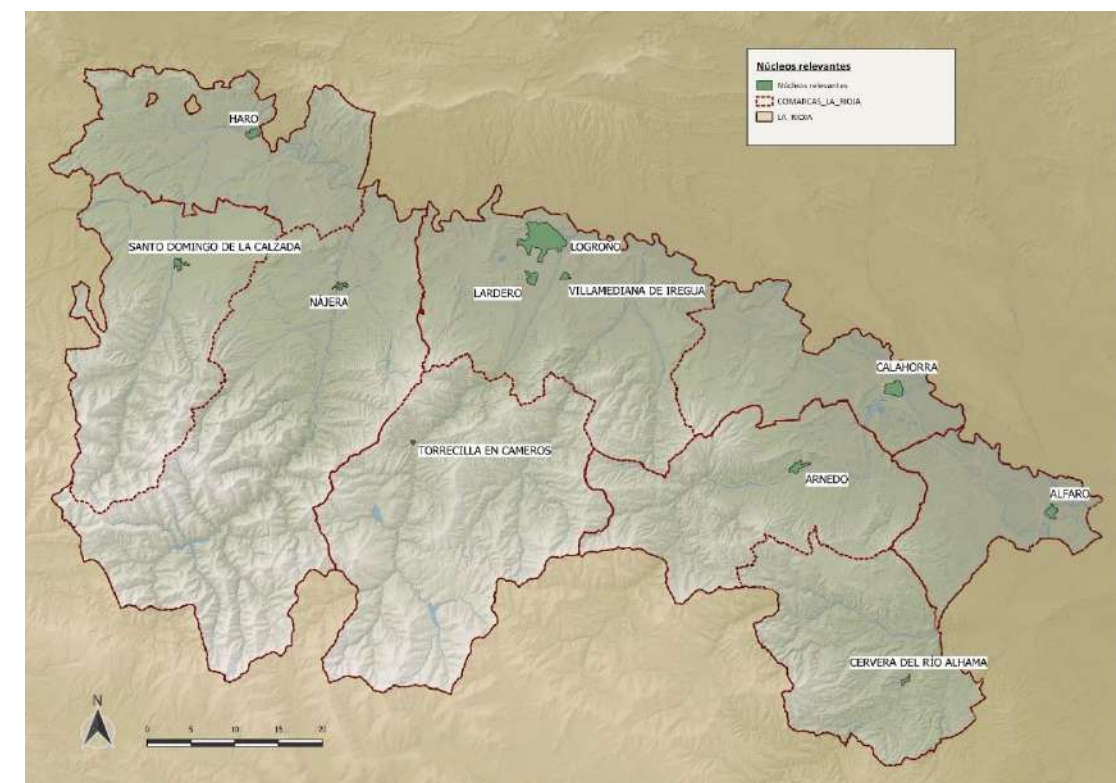 Núcleos relevantes
Núcleos relevantes
COMARCAS_LA_RIOJA
LA_RIOJA
HARO
SANTO DOMINGO DE LA CALZADA
LOGROÑO
NÁJERA
LARDERO
VILLAMEDIANA DE IREGUA
CALAHORRA
TORRECILLA EN CAMEROS
ARNEDO
ALFARO
CERVERA DEL RÍO ALHAMA
N
0 5 10 15 20